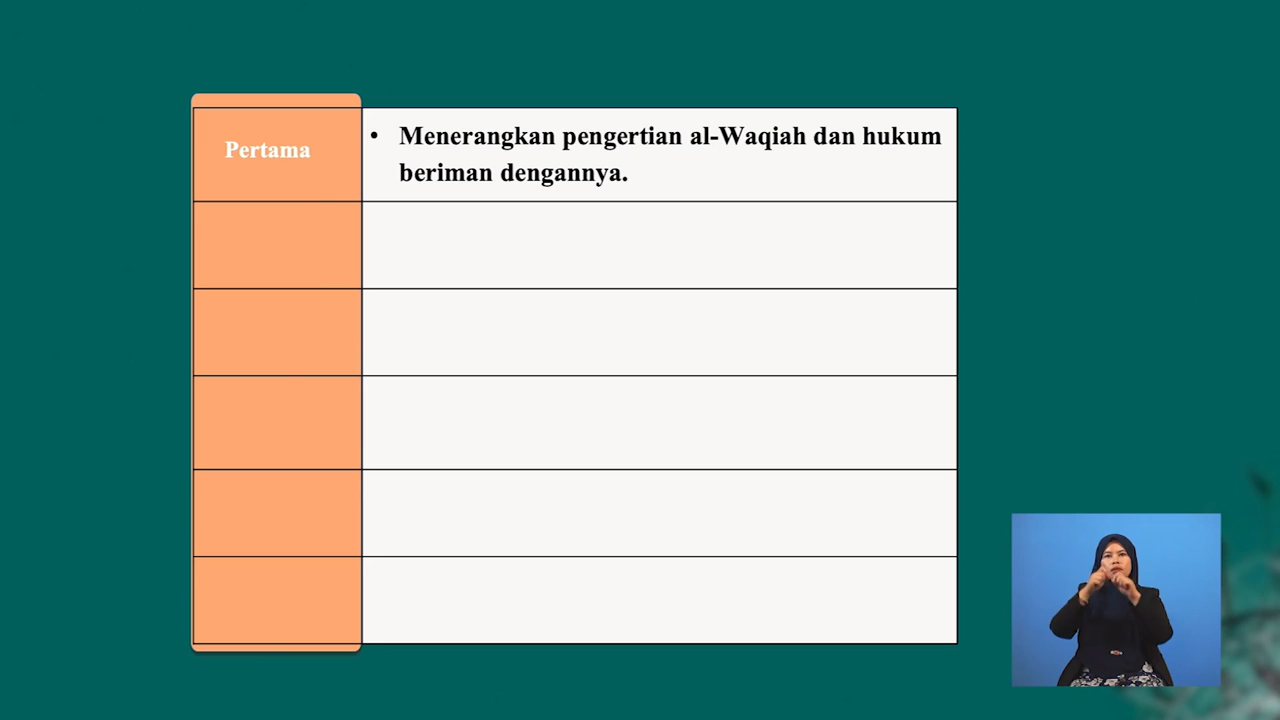 Pertama
• Menerangkan pengertian al-Waqiah dan hukum
beriman dengannya.